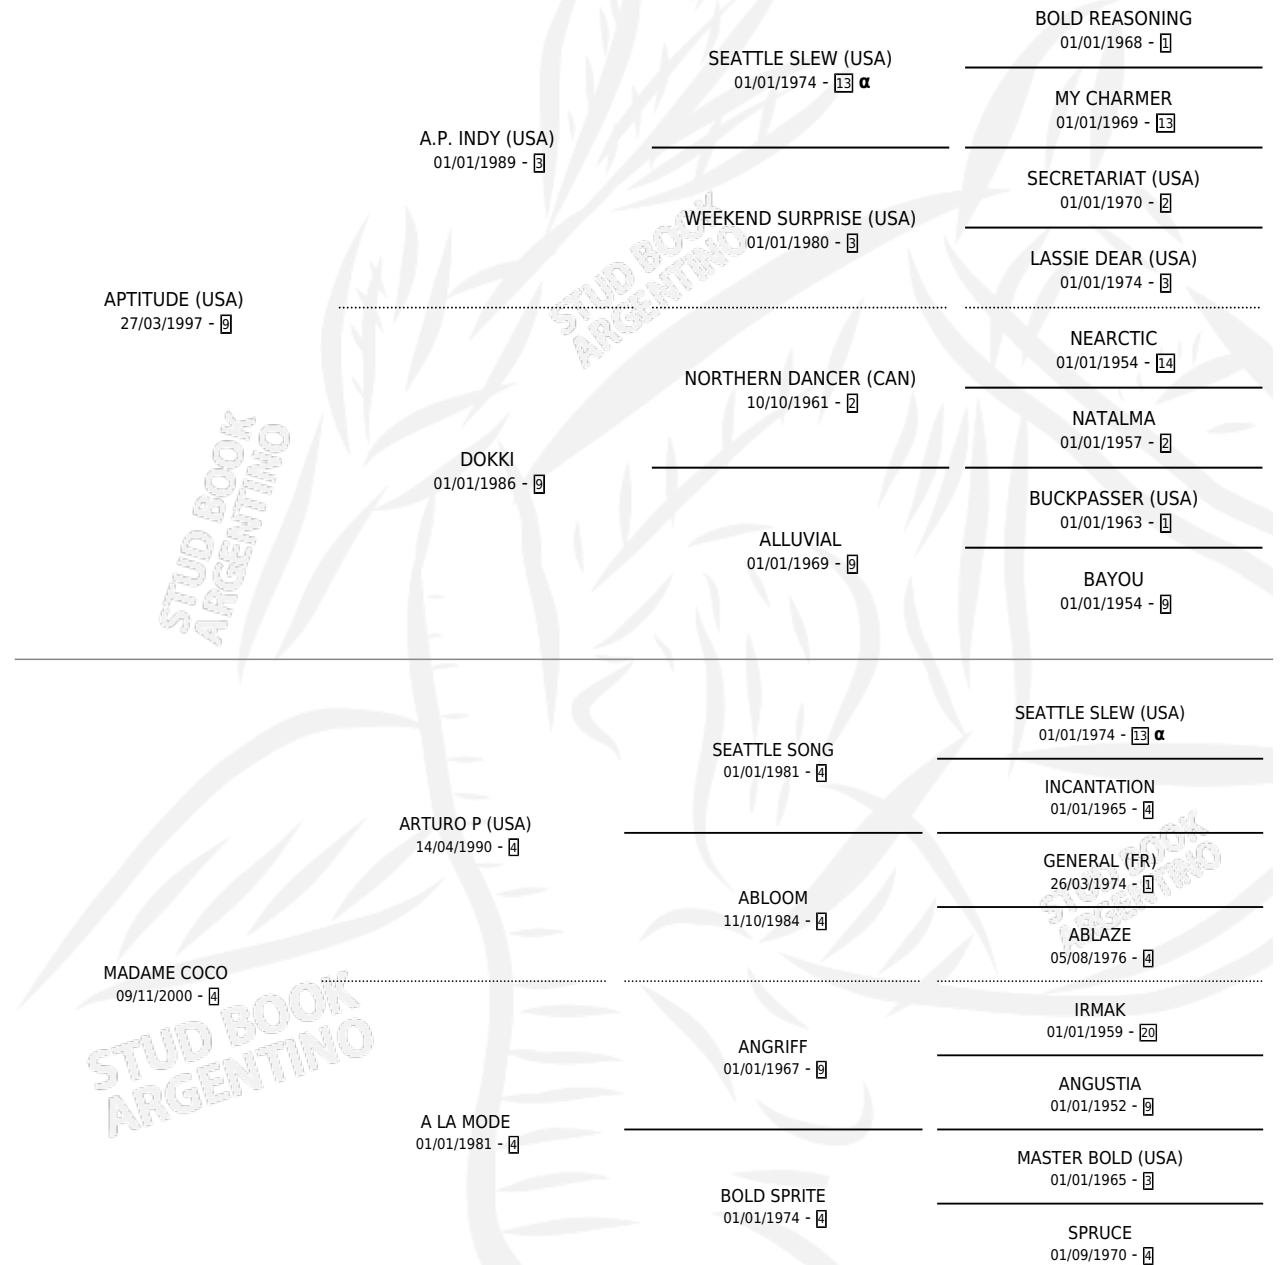 BOLD REASONING
01/01/1968 - 1
SEATTLE SLEW (USA)
01/01/1974 - 13 α
MY CHARMER
01/01/1969 - 13
A.P. INDY (USA)
01/01/1989 - 3
SECRETARIAT (USA)
01/01/1970 - 2
WEEKEND SURPRISE (USA)
01/01/1980 - 3
LASSIE DEAR (USA)
01/01/1974 - 3
APTITUDE (USA)
27/03/1997 - 9
NEARCTIC
01/01/1954 - 14
NORTHERN DANCER (CAN)
10/10/1961 - 2
NATALMA
01/01/1957 - 2
DOKKI
01/01/1986 - 9
BUCKPASSER (USA)
01/01/1963 - 1
ALLUVIAL
01/01/1969 - 9
BAYOU
01/01/1954 - 9
SEATTLE SLEW (USA)
01/01/1974 - 13 α
SEATTLE SONG
01/01/1981 - 4
INCANTATION
01/01/1965 - 4
ARTURO P (USA)
14/04/1990 - 4
GENERAL (FR)
26/03/1974 - 1
ABLOOM
11/10/1984 - 4
ABLAZE
05/08/1976 - 4
MADAME COCO
09/11/2000 - 4
IRMAK
01/01/1959 - 20
ANGRIFF
01/01/1967 - 9
ANGUSTIA
01/01/1952 - 9
A LA MODE
01/01/1981 - 4
MASTER BOLD (USA)
01/01/1965 - 3
BOLD SPRITE
01/01/1974 - 4
SPRUCE
01/09/1970 - 4
STUD BOOK
ARGENTINO
STUD BOOK
ARGENTINO
STUD BOOK
ARGENTINO
STUD BOOK
ARGENTINO